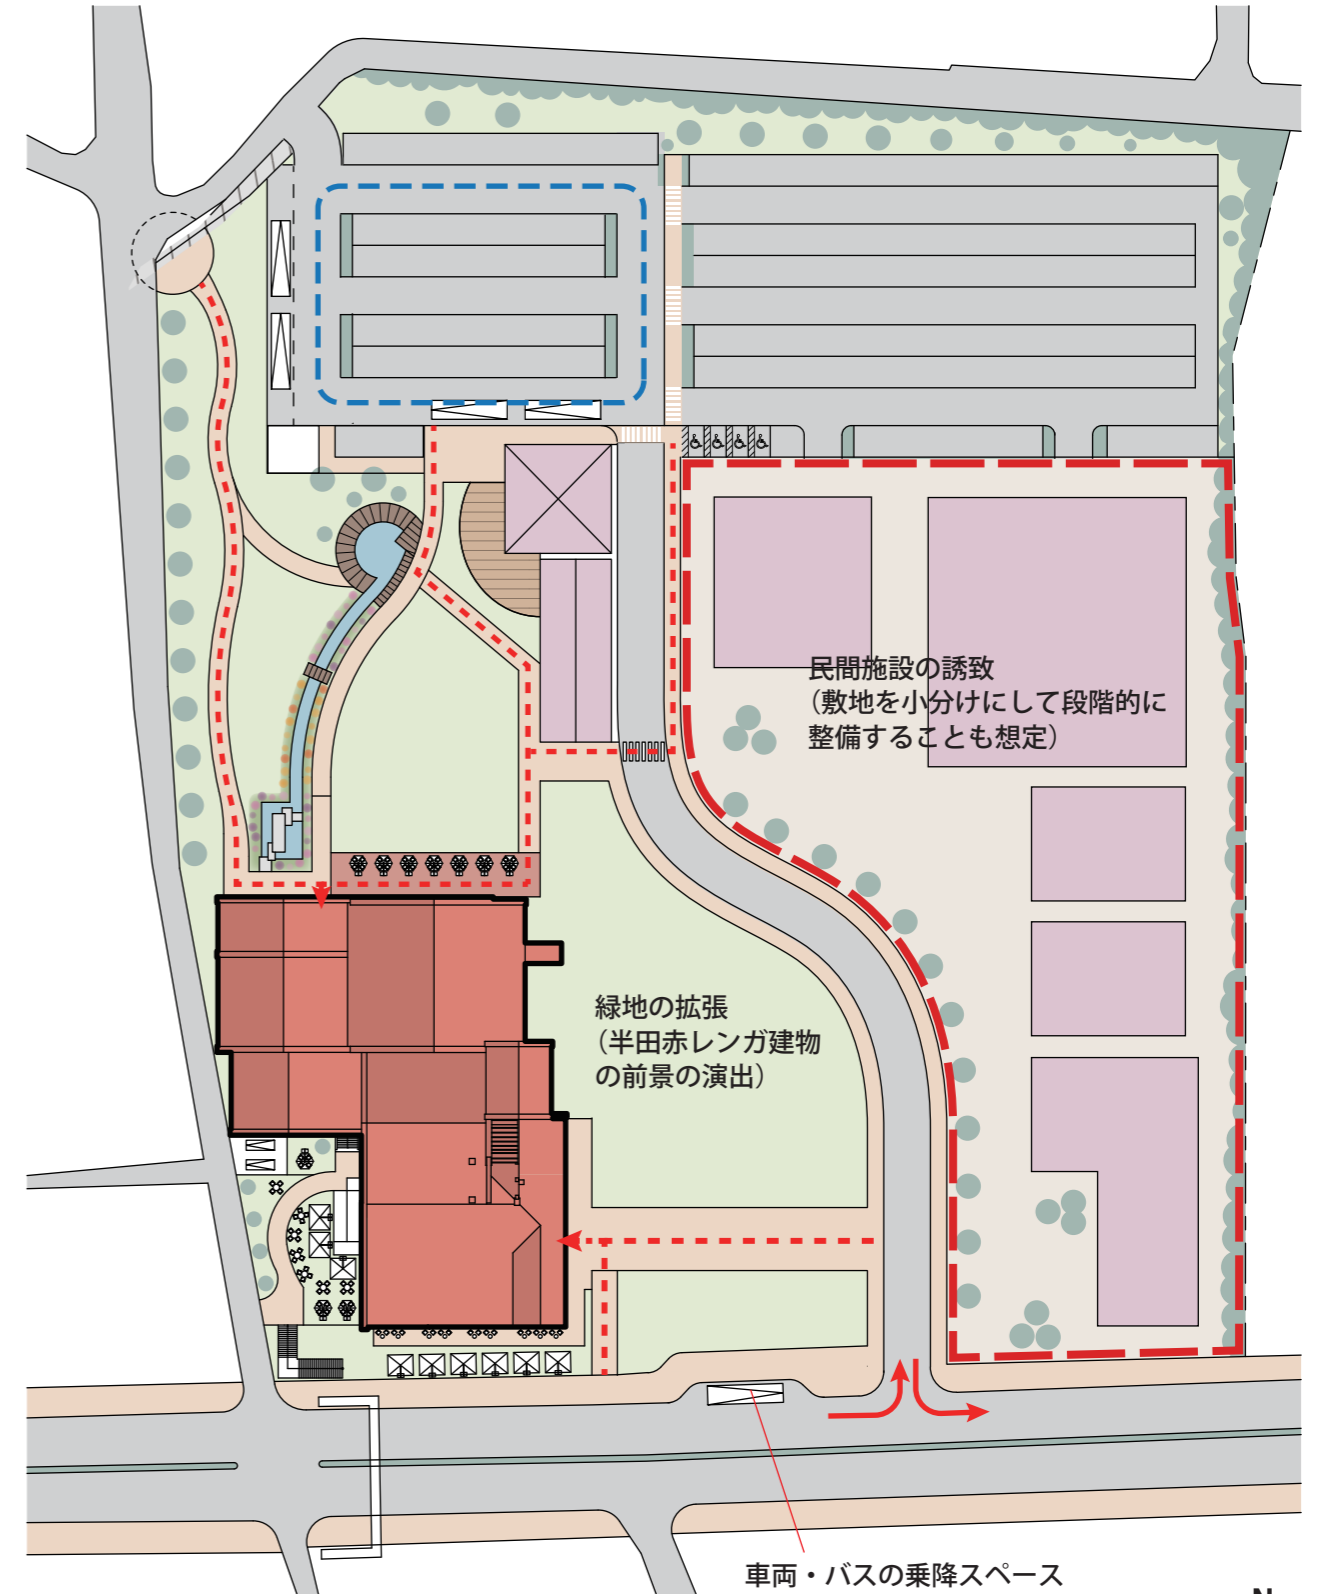 民間施設の誘致
（敷地を小分けにして段階的に
整備することも想定）
緑地の拡張
（半田赤レンガ建物
の前景の演出）
車両・バスの乗降スペース
N